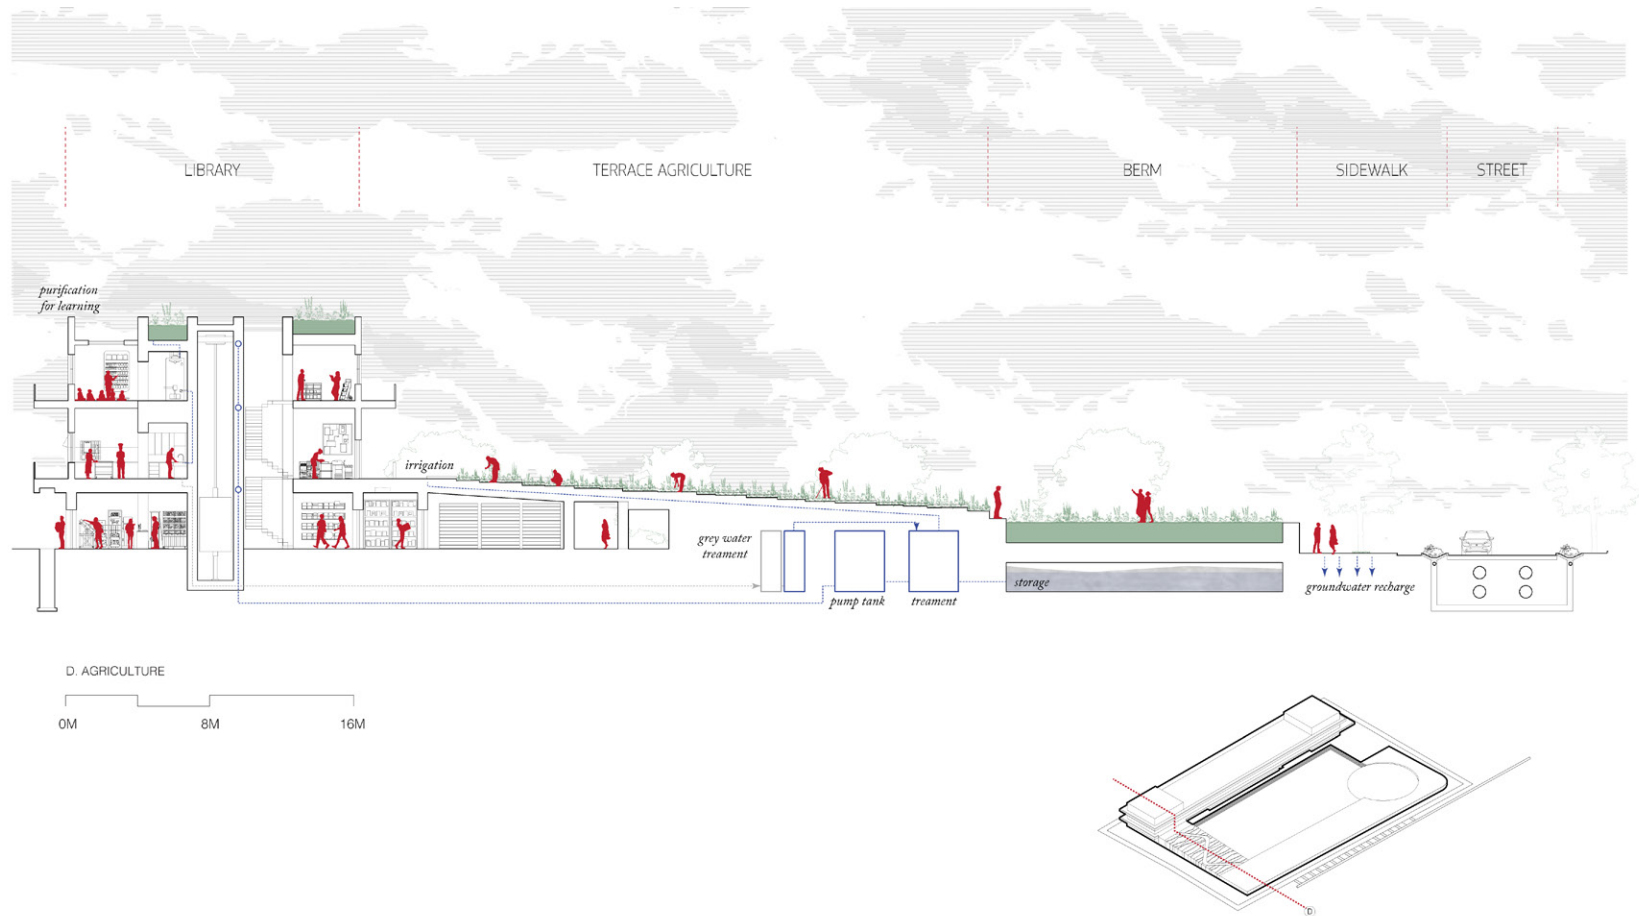 LIBRARY
TERRACE AGRICULTURE
BERM
SIDEWALK
STREET
purification
for learning
irrigation
grey water
treament
pump tank
treament
storage
groundwater recharge
D. AGRICULTURE
0M
8M
16M
D